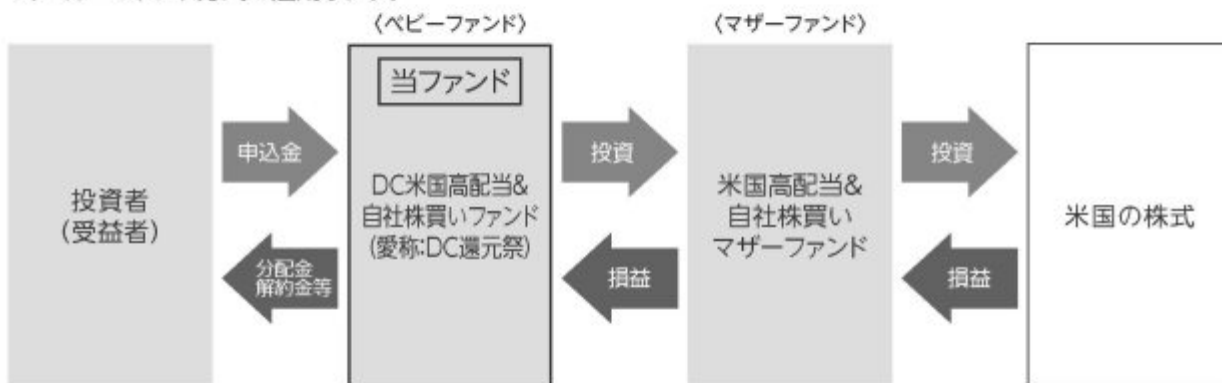 〈ベビーファンド〉
〈マザーファンド〉
当ファンド
申込金
投資
投資
投資者
(受益者)
DC米国高配当&
自社株買いファンド
(愛称:DC還元祭)
米国高配当&
自社株買い
マザーファンド
米国の株式
分配金
解約金等
損益
損益